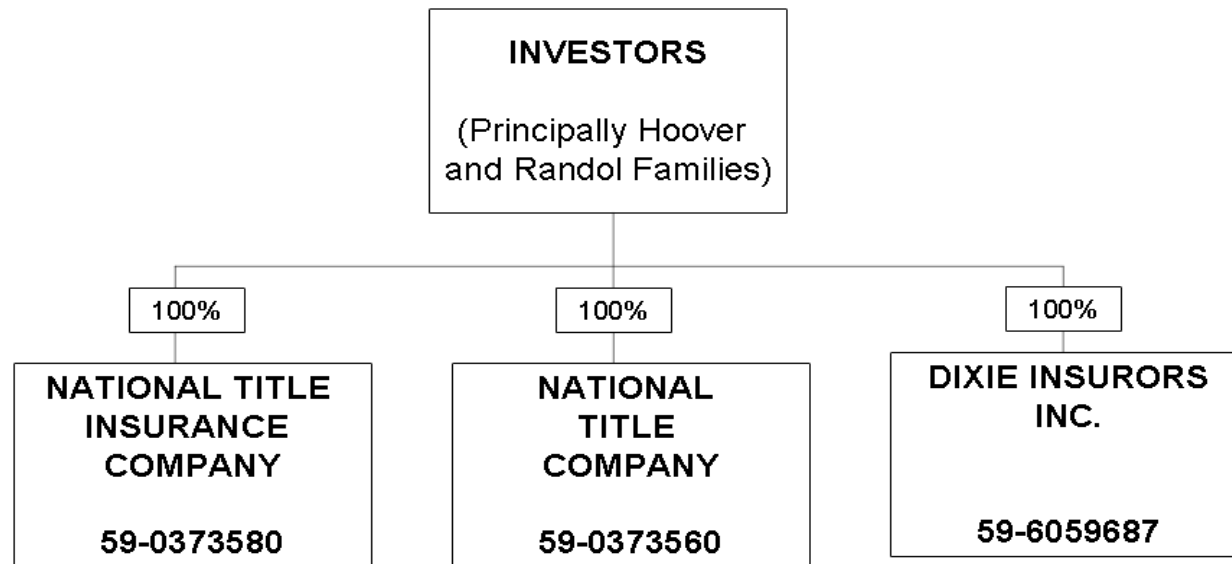 INVESTORS
(Principally Hoover
and Randol Families)
100%
100%
100%
NATIONAL TITLE
INSURANCE
COMPANY
59-0373580
NATIONAL
TITLE
COMPANY
59-0373560
DIXIE INSURORS
INC.
59-6059687